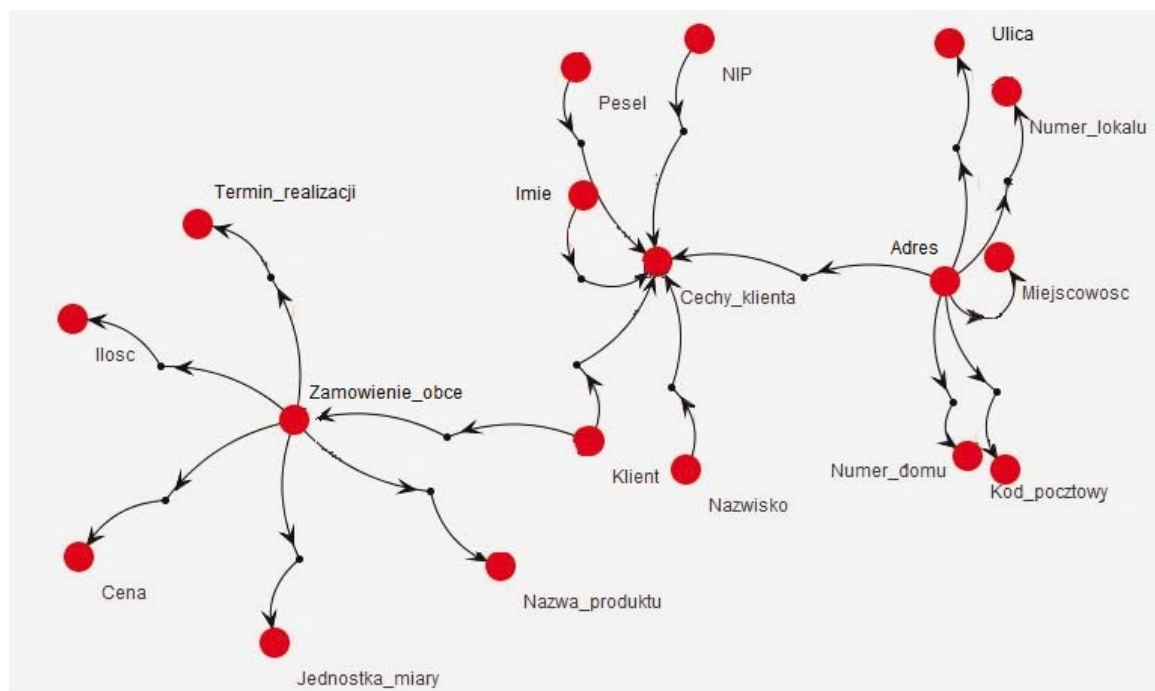 Ulica
NIP
Pesel
Numer_lokalu
Termin_realizacji
Imie
Adres
Cechy_klienta
Miejscowosc
Ilosc
Zamowienie_obce
Klient
Numer_domu
Nazwisko
Kod_pocztowy
Cena
Nazwa_produktu
Jednostka_miary